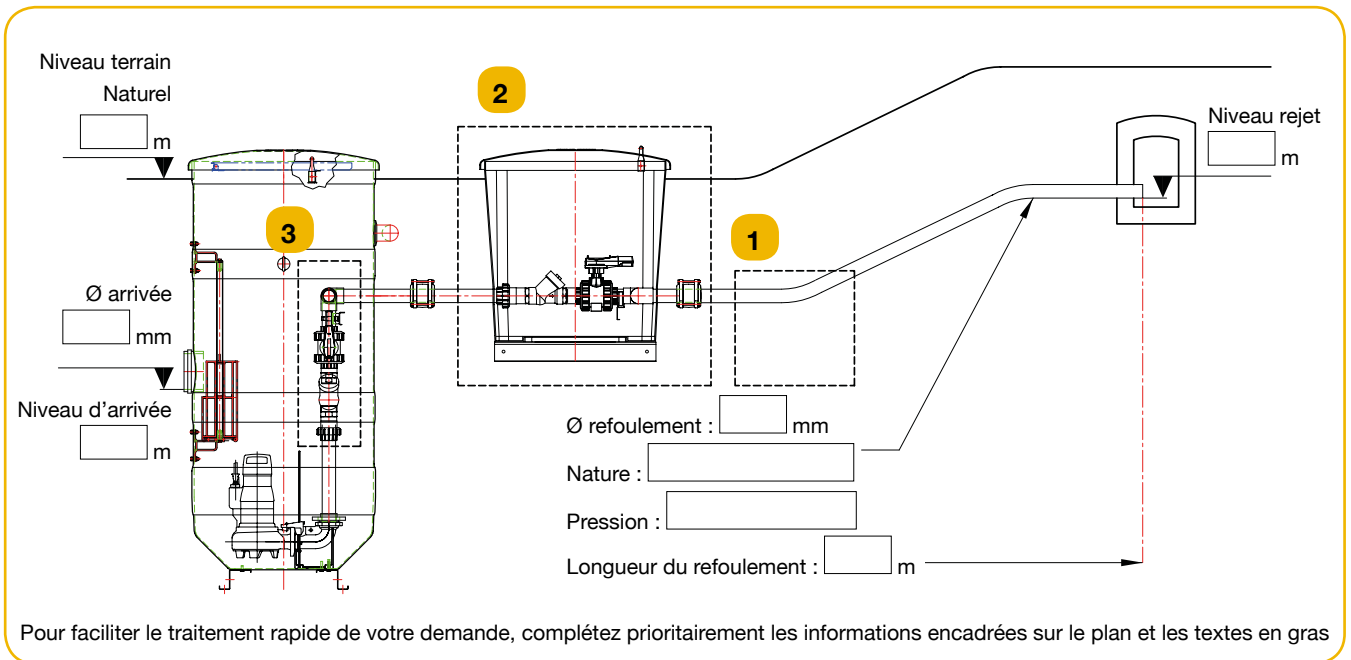 Niveau terrain
Naturel
m
2
Niveau rejet
m
3
1
Ø arrivée
mm
Niveau d'arrivée
m
Ø refoulement : mm
Nature :
Pression :
Longueur du refoulement : m
Pour faciliter le traitement rapide de votre demande, complétez prioritairement les informations encadrées sur le plan et les textes en gras